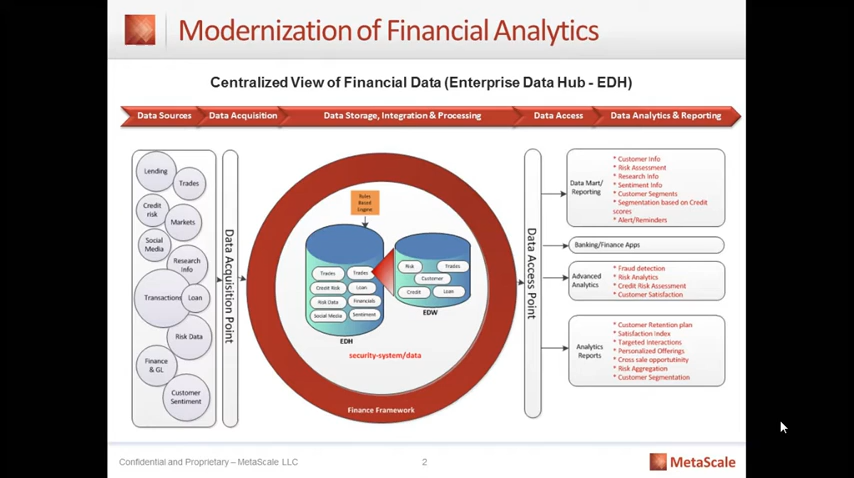 Modernization of Financial Analytics
Centralized View of Financial Data (Enterprise Data Hub - EDH)
Data Sources
Data Acquisition
Data Storage, Integration & Processing
Data Access
Data Analytics & Reporting
Lending
Trades
Credit
risk
Markets
Social
Media
Research
Info
Transactions
Loan
Risk Data
Finance
& GL
Customer
Sentiment
Data Acquisition Point
Rules
Based
Engine
Trades
Trades
Credit Risk
Loan
Risk Data
Financials
Social Media
Sentiment
EDH
Risk
Trades
Customer
Credit
Loan
EDW
security-system/data
Finance Framework
Data Access Point
Data Mart/
Reporting
* Customer Info
* Risk Assessment
* Research Info
* Sentiment Info
* Customer Segments
* Segmentation based on Credit
scores
* Alert/Reminders
Banking/Finance Apps
Advanced
Analytics
* Fraud detection
* Risk Analytics
* Credit Risk Assessment
* Customer Satisfaction
Analytics
Reports
* Customer Retention plan
* Satisfaction Index
* Targeted Interactions
* Personalized Offerings
* Cross sale opportutinity
* Risk Aggregation
* Customer Segmentation
Confidential and Proprietary – MetaScale LLC
2
MetaScale